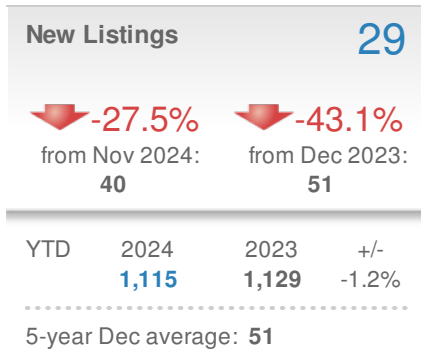 New Listings 29
-27.5% -43.1%
from Nov 2024: from Dec 2023:
40 51
YTD 2024 2023 +/-
1,115 1,129 -1.2%
5-year Dec average: 51